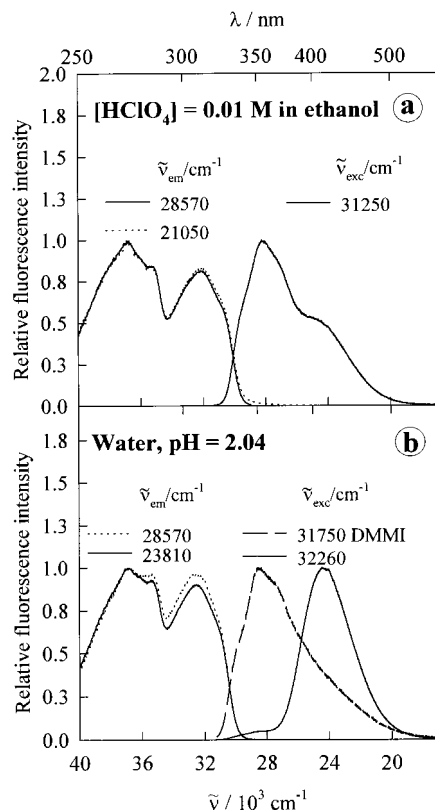 λ / nm
250 300 350 400 500
2.0
[HClO₄] = 0.01 M in ethanol a
1.8
1.5
ν̃em/cm⁻¹ ν̃exc/cm⁻¹
28570 31250
21050
1.3
1.0
0.8
0.5
0.3
0.0
Relative fluorescence intensity
Water, pH = 2.04 b
1.8
1.5
ν̃em/cm⁻¹ ν̃exc/cm⁻¹
28570 31750 DMMI
23810 32260
1.3
1.0
0.8
0.5
0.3
0.0
Relative fluorescence intensity
40 36 32 28 24 20
ν̃ / 10³ cm⁻¹